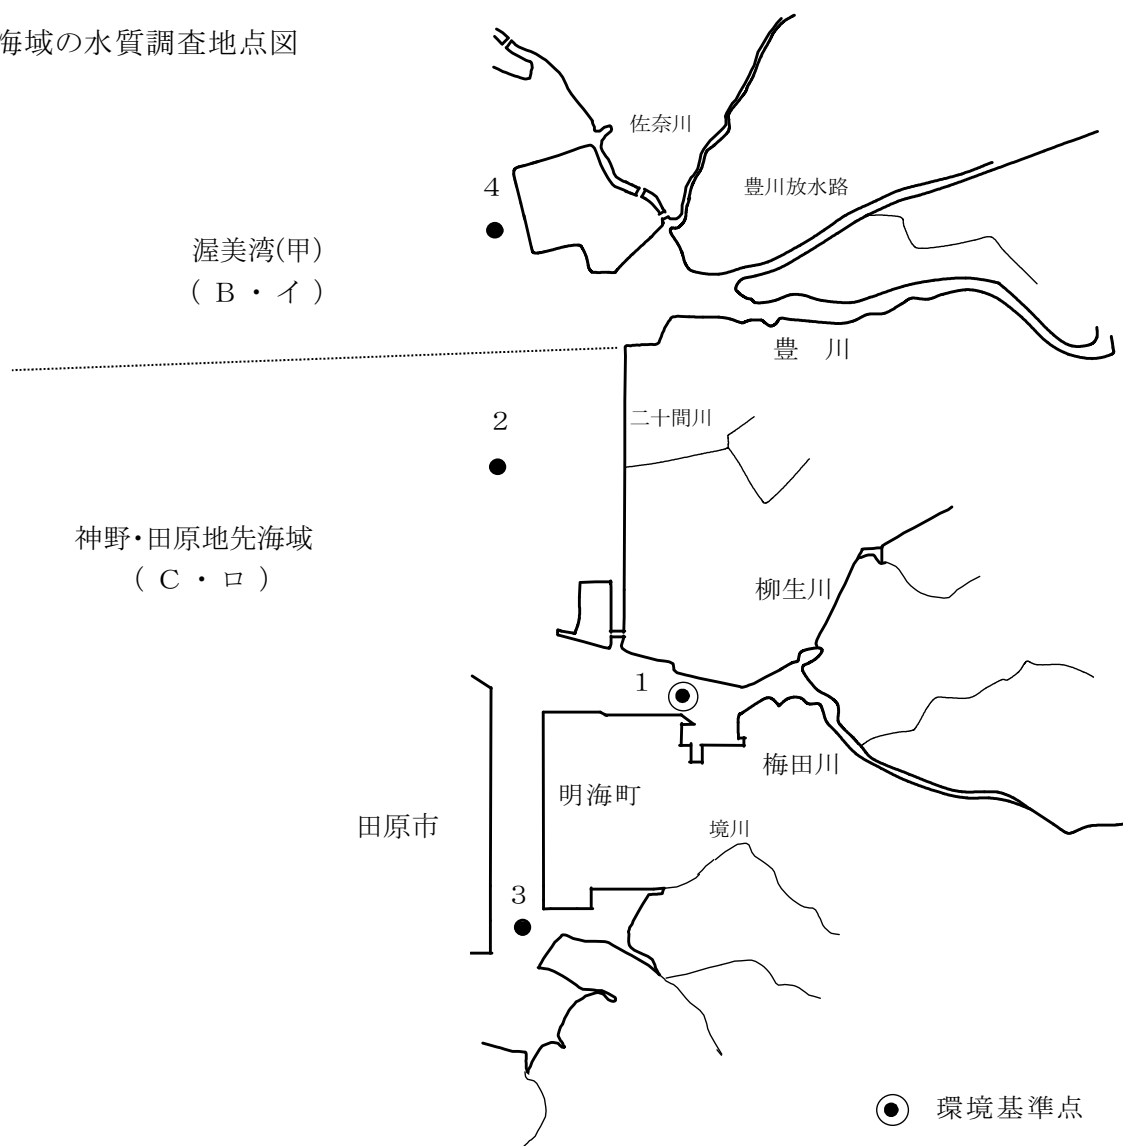 海域の水質調査地点図
佐奈川
4
豊川放水路
渥美湾(甲)
( B ・ イ )
豊 川
2
二十間川
神野・田原地先海域
( C ・ ロ )
柳生川
1
梅田川
明海町
田原市
境川
3
環境基準点